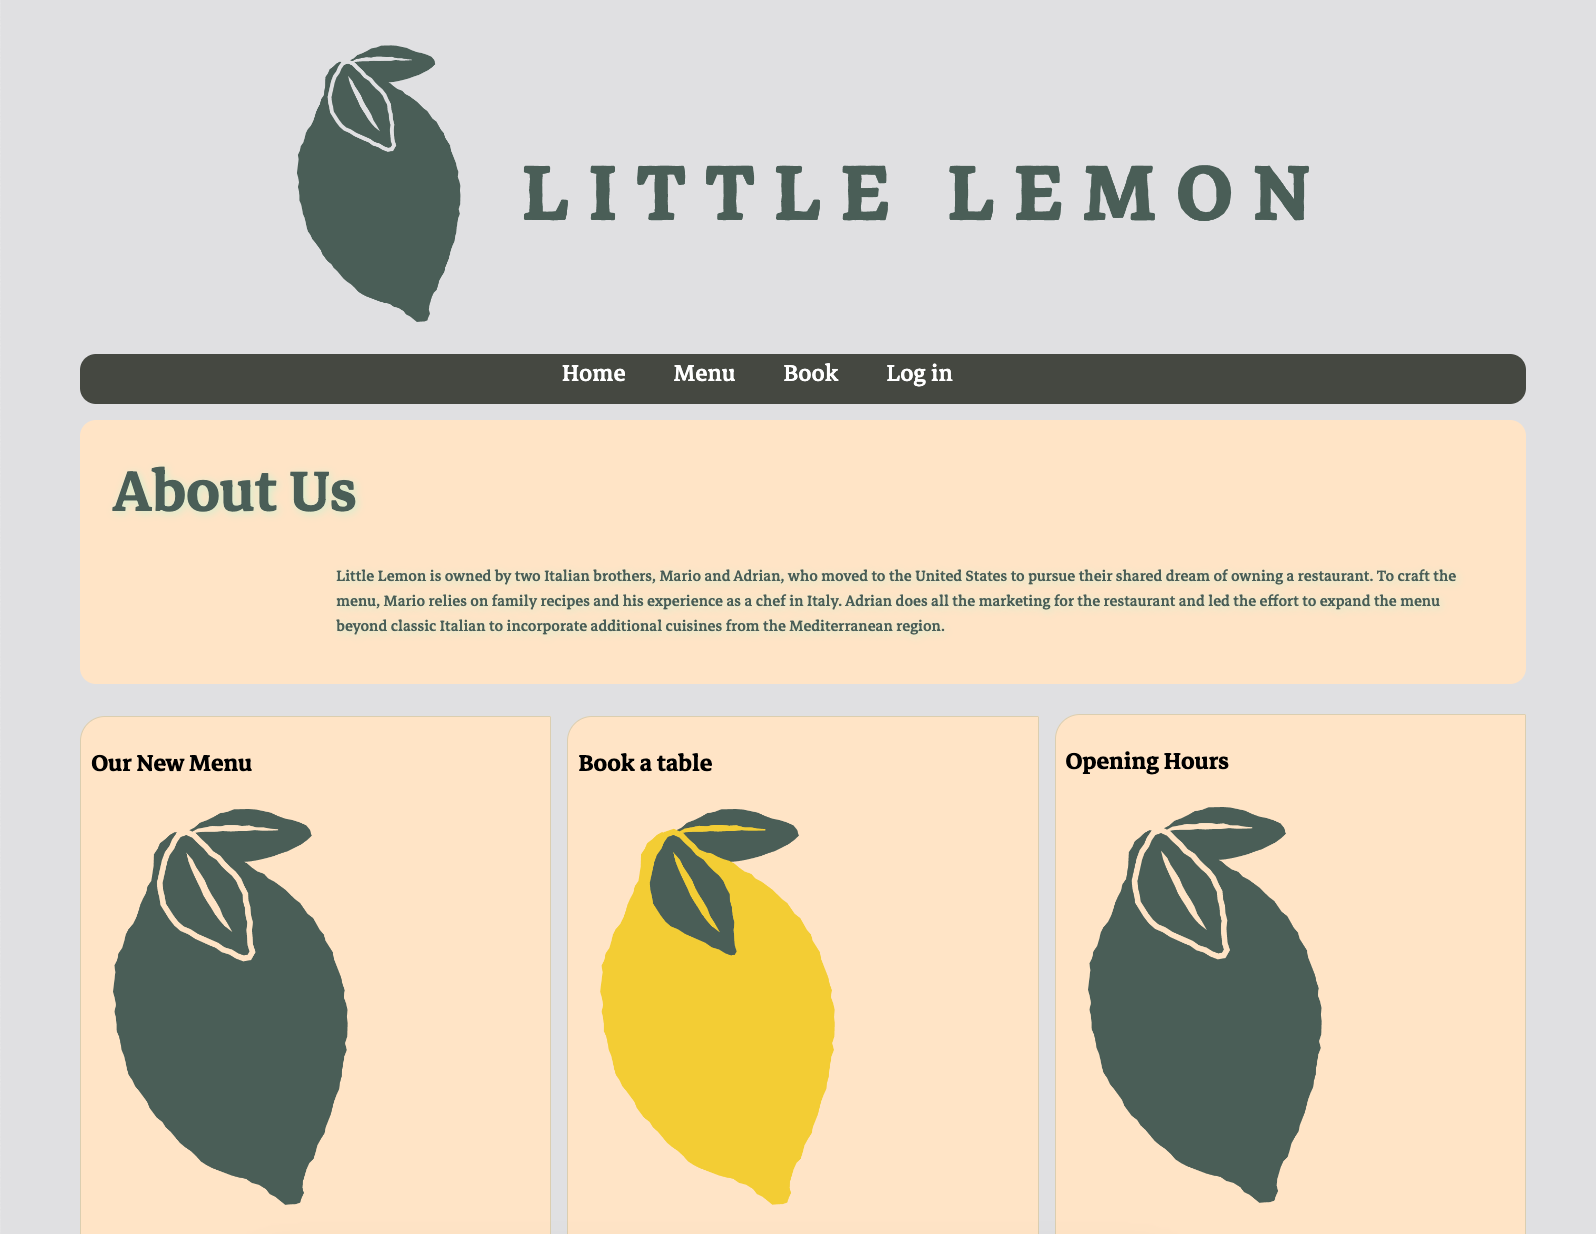 LITTLE LEMON
Home Menu Book Log in
About Us
Little Lemon is owned by two Italian brothers, Mario and Adrian, who moved to the United States to pursue their shared dream of owning a restaurant. To craft the
menu, Mario relies on family recipes and his experience as a chef in Italy. Adrian does all the marketing for the restaurant and led the effort to expand the menu
beyond classic Italian to incorporate additional cuisines from the Mediterranean region.
Our New Menu
Book a table
Opening Hours